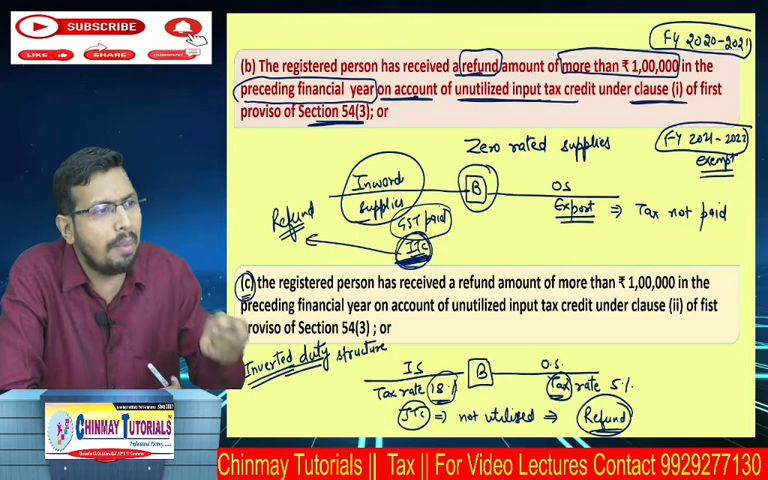 SUBSCRIBE
LIKE
SHARE
FY 2020-2021
(b) The registered person has received a refund amount of more than ₹ 1,00,000 in the
preceding financial year on account of unutilized input tax credit under clause (i) of first
proviso of Section 54(3); or
Zero rated supplies
FY 2021-2022
exempt
Inword
supplies
B
O.S
Export ⇒ Tax not paid
Refund
GST paid
ITC
(c) the registered person has received a refund amount of more than ₹ 1,00,000 in the
preceding financial year on account of unutilized input tax credit under clause (ii) of fist
proviso of Section 54(3) ; or
Inverted duty structure
IS
B
O.S.
Tax rate 18%
Tax rate 5%
ITC ⇒ not utilised ⇒ Refund
CHINMAY TUTORIALS
Professional Factory....
Chinmay Tutorials || Tax || For Video Lectures Contact 9929277130